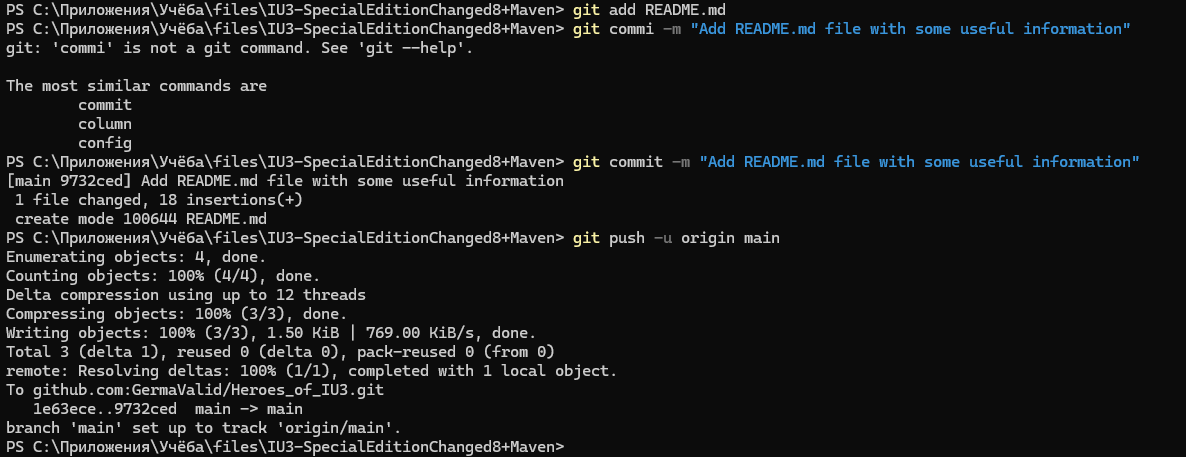 PS C:\Приложения\Учёба\files\IU3-SpecialEditionChanged8+Maven> git add README.md
PS C:\Приложения\Учёба\files\IU3-SpecialEditionChanged8+Maven> git commi -m "Add README.md file with some useful information"
git: 'commi' is not a git command. See 'git --help'.

The most similar commands are
        commit
        column
        config
PS C:\Приложения\Учёба\files\IU3-SpecialEditionChanged8+Maven> git commit -m "Add README.md file with some useful information"
[main 9732ced] Add README.md file with some useful information
 1 file changed, 18 insertions(+)
 create mode 100644 README.md
PS C:\Приложения\Учёба\files\IU3-SpecialEditionChanged8+Maven> git push -u origin main
Enumerating objects: 4, done.
Counting objects: 100% (4/4), done.
Delta compression using up to 12 threads
Compressing objects: 100% (3/3), done.
Writing objects: 100% (3/3), 1.50 KiB | 769.00 KiB/s, done.
Total 3 (delta 1), reused 0 (delta 0), pack-reused 0 (from 0)
remote: Resolving deltas: 100% (1/1), completed with 1 local object.
To github.com:GermaValid/Heroes_of_IU3.git
   1e63ece..9732ced  main -> main
branch 'main' set up to track 'origin/main'.
PS C:\Приложения\Учёба\files\IU3-SpecialEditionChanged8+Maven>